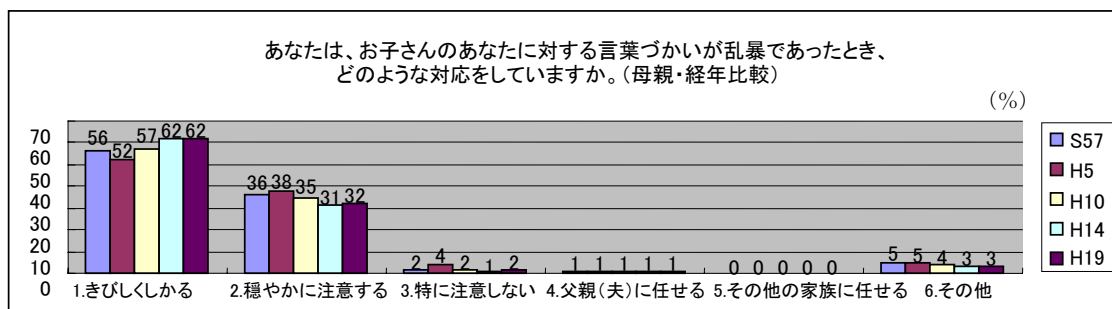 あなたは、お子さんのあなたに対する言葉づかいが乱暴であったとき、
どのような対応をしていますか。（母親・経年比較）
（％）
70
60
50
40
30
20
10
0
56 52 57 62 62
36 38 35 31 32
2 4 2 1 2
1 1 1 1 1
0 0 0 0 0
5 5 4 3 3
1.きびしくしかる 2.穏やかに注意する 3.特に注意しない 4.父親（夫）に任せる 5.その他の家族に任せる 6.その他
S57
H5
H10
H14
H19